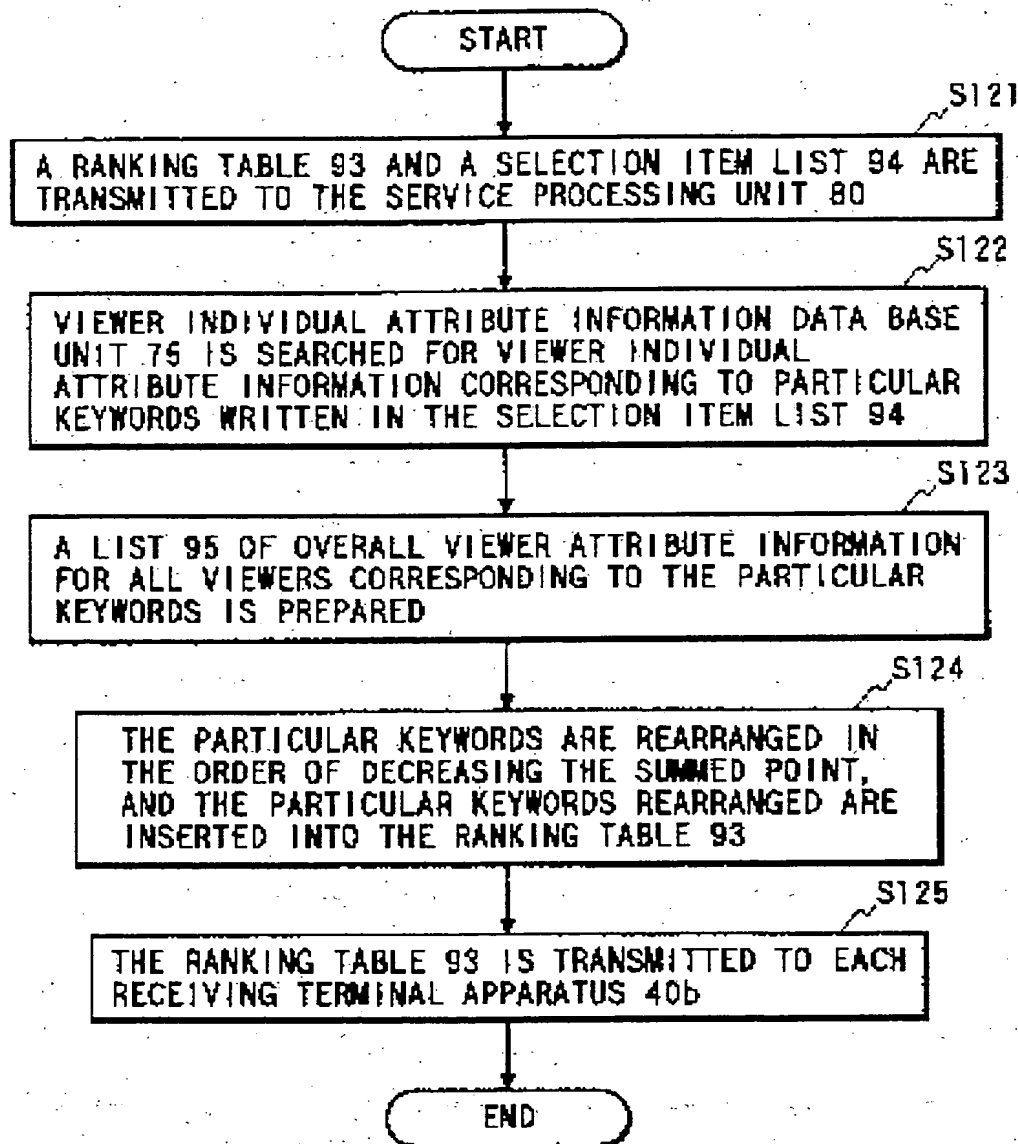 START
S121
A RANKING TABLE 93 AND A SELECTION ITEM LIST 94 ARE
TRANSMITTED TO THE SERVICE PROCESSING UNIT 80
S122
VIEWER INDIVIDUAL ATTRIBUTE INFORMATION DATA BASE
UNIT 75 IS SEARCHED FOR VIEWER INDIVIDUAL
ATTRIBUTE INFORMATION CORRESPONDING TO PARTICULAR
KEYWORDS WRITTEN IN THE SELECTION ITEM LIST 94
S123
A LIST 95 OF OVERALL VIEWER ATTRIBUTE INFORMATION
FOR ALL VIEWERS CORRESPONDING TO THE PARTICULAR
KEYWORDS IS PREPARED
S124
THE PARTICULAR KEYWORDS ARE REARRANGED IN
THE ORDER OF DECREASING THE SUMMED POINT,
AND THE PARTICULAR KEYWORDS REARRANGED ARE
INSERTED INTO THE RANKING TABLE 93
S125
THE RANKING TABLE 93 IS TRANSMITTED TO EACH
RECEIVING TERMINAL APPARATUS 40b
END